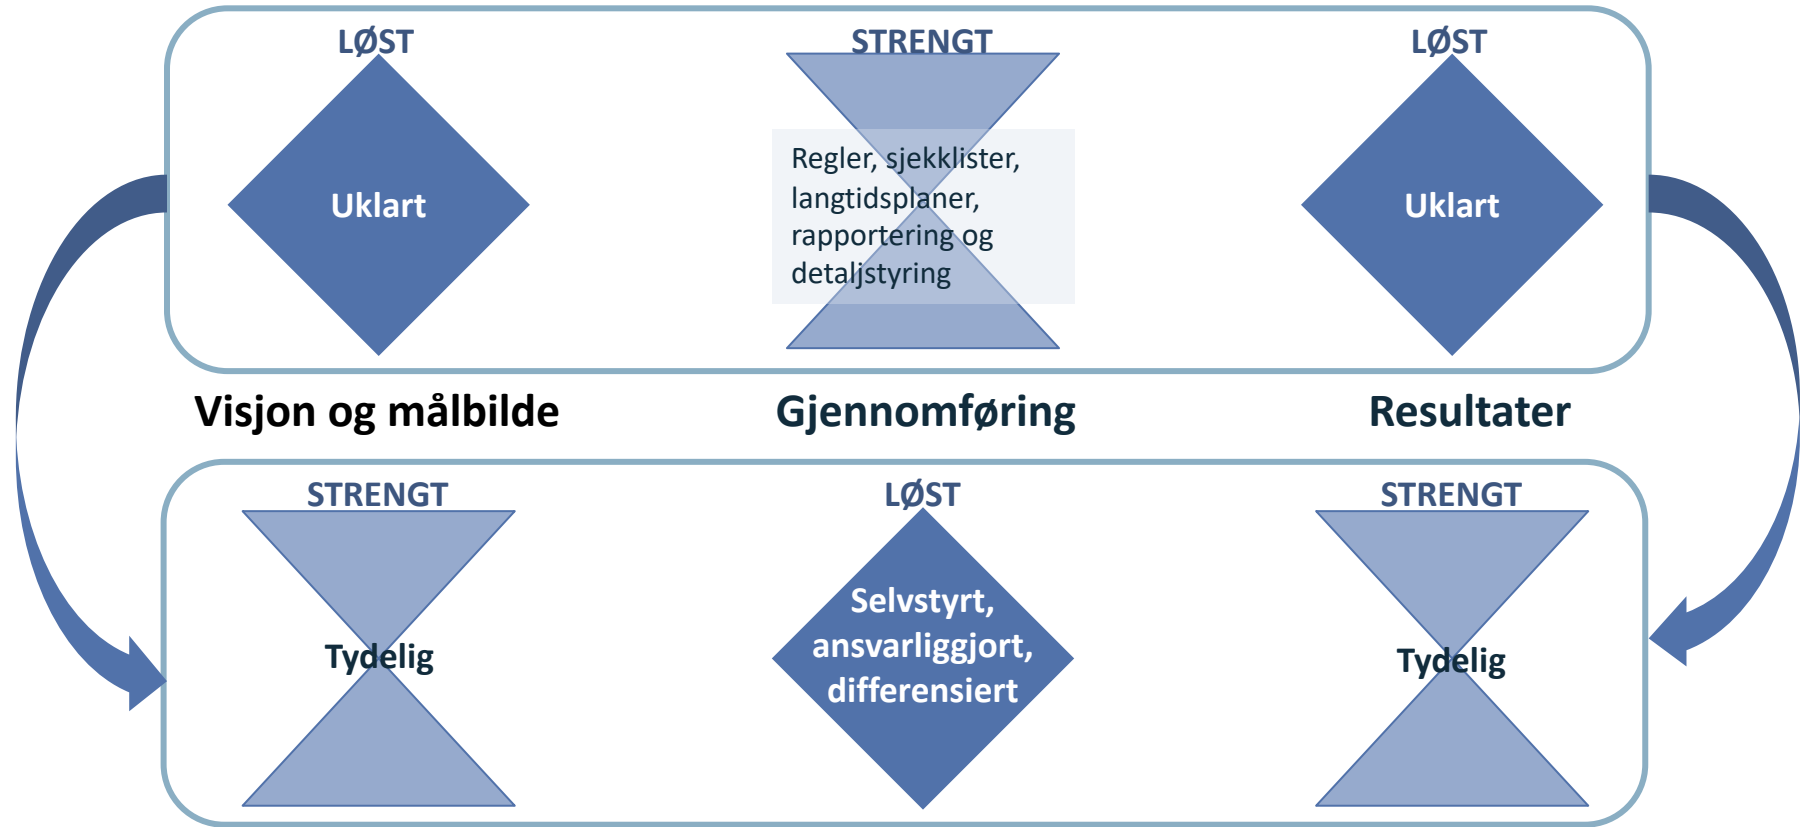 LØST
STRENGT
LØST
Uklart
Regler, sjekklister,
langtidsplaner,
rapportering og
detaljstyring
Uklart
Visjon og målbilde
Gjennomføring
Resultater
STRENGT
LØST
STRENGT
Tydelig
Selvstyrt,
ansvarliggjort,
differensiert
Tydelig